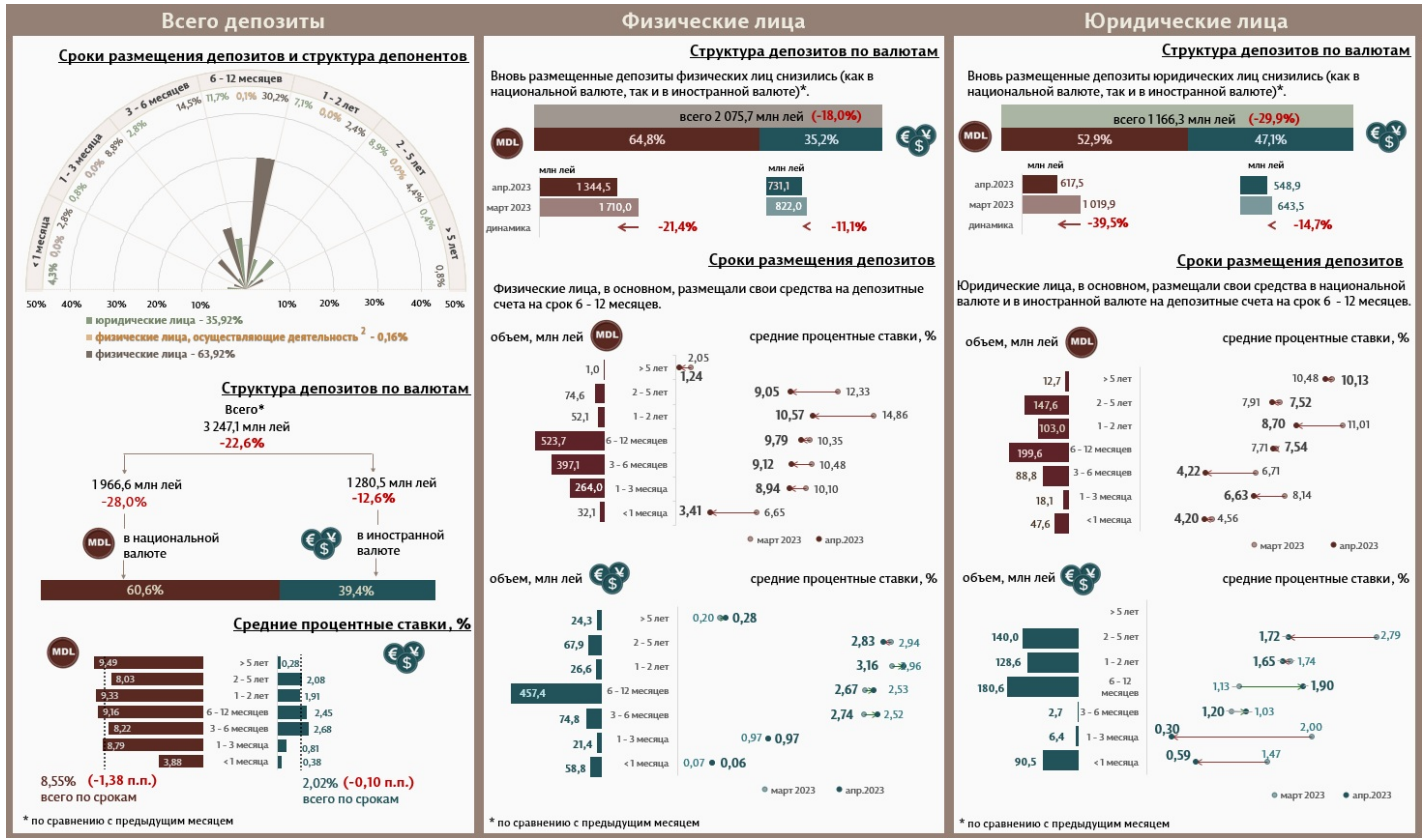 Всего депозиты
Сроки размещения депозитов и структура депонентов
< 1 месяца
1 - 3 месяца
3 - 6 месяцев
6 - 12 месяцев
1 - 2 лет
2 - 5 лет
> 5 лет
4,3% 0,0% 2,8%
0,8% 0,0% 8,8%
2,8% 14,5%
11,7% 0,1% 30,2%
7,1% 0,0% 2,4%
8,9% 0,0% 4,4%
0,4% 0,8%
50% 40% 30% 20% 10% 10% 20% 30% 40% 50%
юридические лица - 35,92%
физические лица, осуществляющие деятельность 2 - 0,16%
физические лица - 63,92%
Структура депозитов по валютам
Всего*
3 247,1 млн лей
-22,6%
1 966,6 млн лей 1 280,5 млн лей
-28,0% -12,6%
MDL в национальной валюте
€ ¥ $ в иностранной валюте
60,6% 39,4%
Средние процентные ставки, %
MDL € ¥ $
9,49 > 5 лет 0,28
8,03 2 - 5 лет 2,08
9,33 1 - 2 лет 1,91
9,16 6 - 12 месяцев 2,45
8,22 3 - 6 месяцев 2,68
8,79 1 - 3 месяца 0,81
3,88 < 1 месяца 0,38
8,55% (-1,38 п.п.) 2,02% (-0,10 п.п.)
всего по срокам всего по срокам
* по сравнению с предыдущим месяцем
Физические лица
Структура депозитов по валютам
Вновь размещенные депозиты физических лиц снизились (как в
национальной валюте, так и в иностранной валюте)*.
всего 2 075,7 млн лей (-18,0%)
MDL 64,8% 35,2% € ¥ $
млн лей млн лей
апр.2023 1 344,5 731,1
март 2023 1 710,0 822,0
динамика -21,4% -11,1%
Сроки размещения депозитов
Физические лица, в основном, размещали свои средства на депозитные
счета на срок 6 - 12 месяцев.
объем, млн лей MDL средние процентные ставки, %
1,0 > 5 лет 2,05 1,24
74,6 2 - 5 лет 9,05 12,33
52,1 1 - 2 лет 10,57 14,86
523,7 6 - 12 месяцев 9,79 10,35
397,1 3 - 6 месяцев 9,12 10,48
264,0 1 - 3 месяца 8,94 10,10
32,1 < 1 месяца 3,41 6,65
март 2023 апр.2023
объем, млн лей € ¥ $ средние процентные ставки, %
24,3 > 5 лет 0,20 0,28
67,9 2 - 5 лет 2,83 2,94
26,6 1 - 2 лет 3,16
457,4 6 - 12 месяцев 2,67 2,53
74,8 3 - 6 месяцев 2,74 2,52
21,4 1 - 3 месяца 0,97 0,97
58,8 < 1 месяца 0,07 0,06
март 2023 апр.2023
* по сравнению с предыдущим месяцем
Юридические лица
Структура депозитов по валютам
Вновь размещенные депозиты юридических лиц снизились (как в
национальной валюте, так и в иностранной валюте)*.
всего 1 166,3 млн лей (-29,9%)
MDL 52,9% 47,1% € ¥ $
млн лей млн лей
апр.2023 617,5 548,9
март 2023 1 019,9 643,5
динамика -39,5% -14,7%
Сроки размещения депозитов
Юридические лица, в основном, размещали свои средства в национальной
валюте и в иностранной валюте на депозитные счета на срок 6 - 12 месяцев.
объем, млн лей MDL средние процентные ставки, %
12,7 > 5 лет 10,48 10,13
147,6 2 - 5 лет 7,91 7,52
103,0 1 - 2 лет 8,70 11,01
199,6 6 - 12 месяцев 7,71 7,54
88,8 3 - 6 месяцев 4,22 6,71
18,1 1 - 3 месяца 6,63 8,14
47,6 < 1 месяца 4,20 4,56
март 2023 апр.2023
объем, млн лей € ¥ $ средние процентные ставки, %
> 5 лет
140,0 2 - 5 лет 1,72 2,79
128,6 1 - 2 лет 1,65 1,74
180,6 6 - 12 месяцев 1,13 1,90
2,7 3 - 6 месяцев 1,20 1,03
6,4 1 - 3 месяца 0,30 2,00
90,5 < 1 месяца 0,59 1,47
март 2023 апр.2023
* по сравнению с предыдущим месяцем